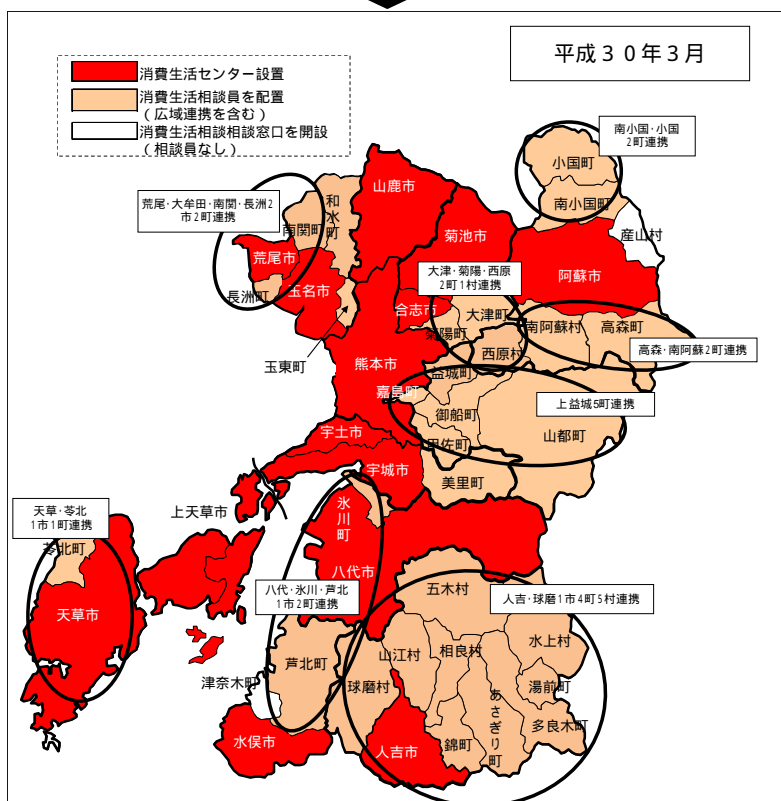 平成３０年３月
消費生活センター設置
消費生活相談員を配置
（広域連携を含む）
消費生活相談相談窓口を開設
（相談員なし）
南小国･小国
2町連携
小国町
南小国町
産山村
荒尾･大牟田･南関･長洲2
市2町連携
和水町
南関町
山鹿市
菊池市
阿蘇市
荒尾市
長洲町
玉名市
玉東町
合志市
大津･菊陽･西原
2町1村連携
大津町
菊陽町
西原村
南阿蘇村
高森町
高森･南阿蘇2町連携
熊本市
益城町
嘉島町
御船町
甲佐町
山都町
上益城5町連携
宇土市
宇城市
美里町
上天草市
天草･苓北
1市1町連携
苓北町
天草市
氷川町
八代市
八代･氷川･芦北
1市2町連携
人吉･球磨1市4町5村連携
五木村
水上村
山江村
相良村
湯前町
芦北町
津奈木町
球磨村
あさぎり町
多良木町
錦町
水俣市
人吉市